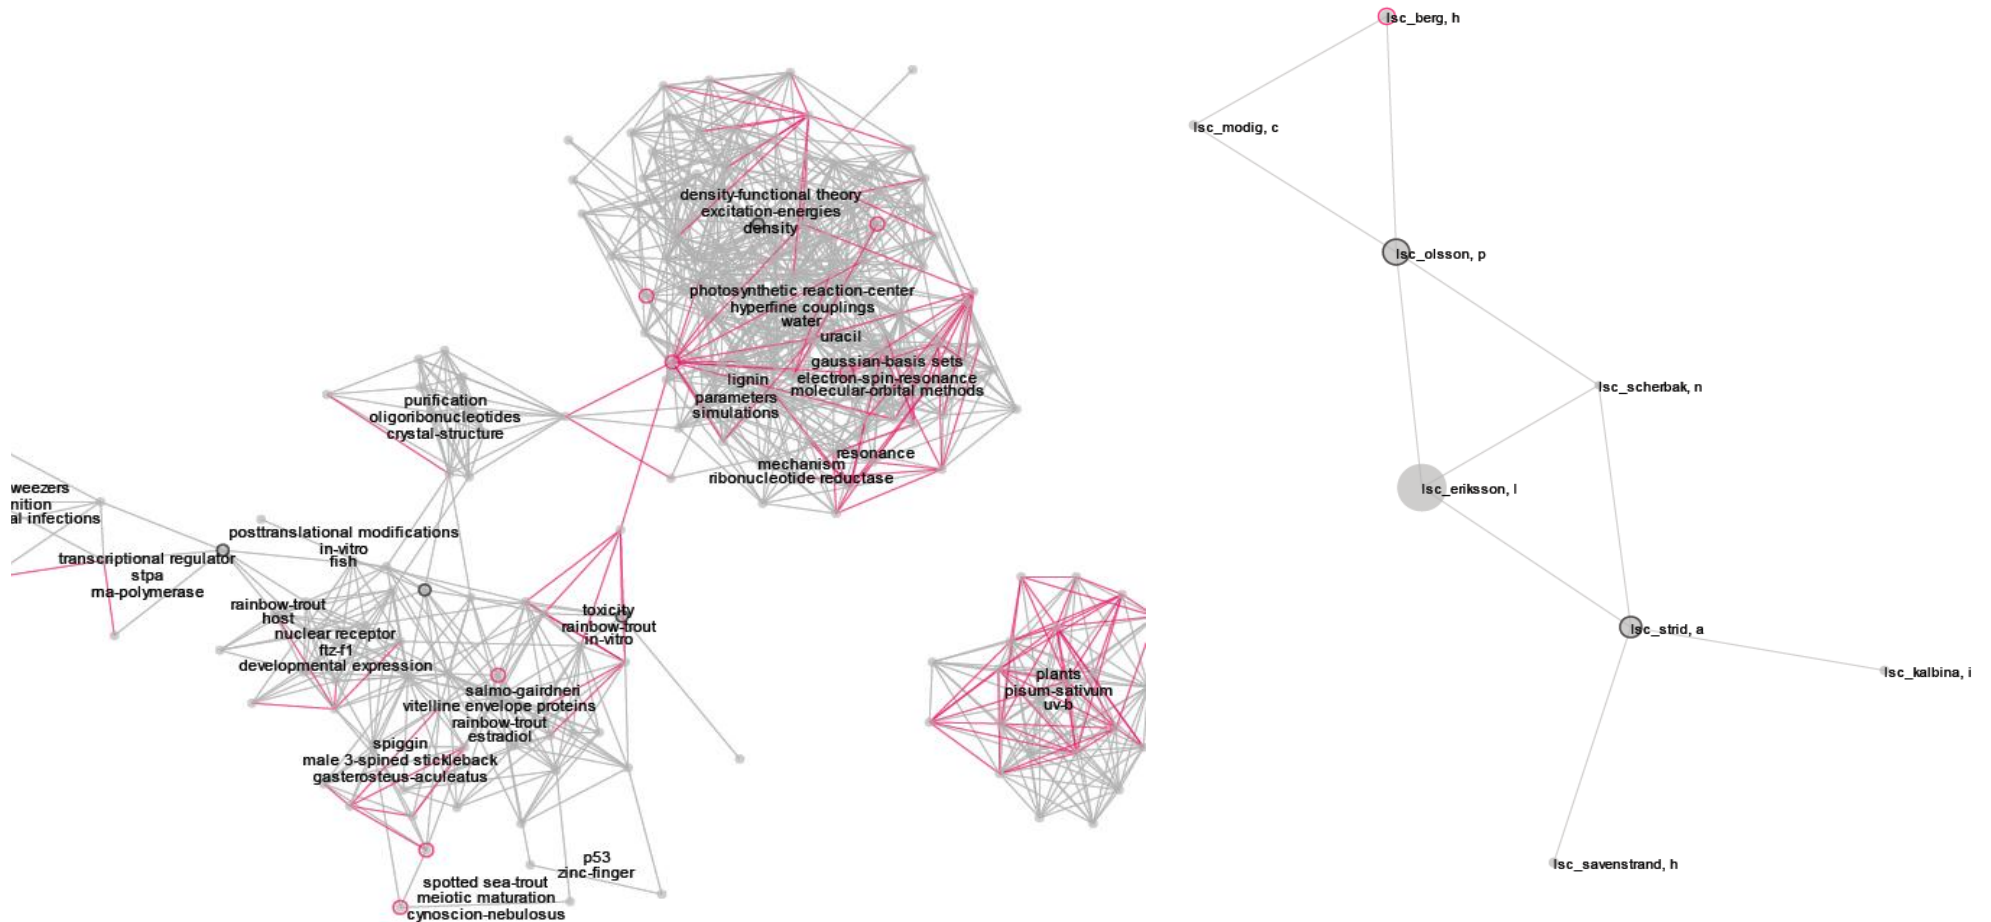 density-functional theory
excitation-energies
density
photosynthetic reaction-center
hyperfine couplings
water
uracil
gaussian-basis sets
electron-spin-resonance
molecular-orbital methods
lignin
parameters
simulations
resonance
mechanism
ribonucleotide reductase
purification
oligoribonucleotides
crystal-structure
weezers
nition
al infections
transcriptional regulator
stpa
rna-polymerase
posttranslational modifications
in-vitro
fish
rainbow-trout
host
nuclear receptor
ftz-f1
developmental expression
toxicity
rainbow-trout
in-vitro
salmo-gairdneri
vitelline envelope proteins
rainbow-trout
estradiol
spiggin
male 3-spined stickleback
gasterosteus-aculeatus
p53
zinc-finger
spotted sea-trout
meiotic maturation
cynoscion-nebulosus
plants
pisum-sativum
uv-b
lsc_berg, h
lsc_modig, c
lsc_olsson, p
lsc_scherbak, n
lsc_eriksson, l
lsc_strid, a
lsc_kalbina, i
lsc_savenstrand, h